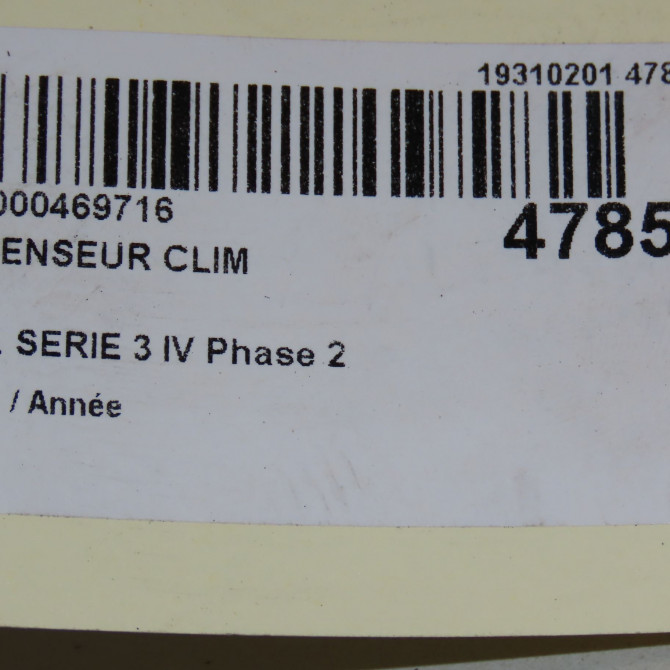 19310201 478
000469716
4785
ENSEUR CLIM
. SERIE 3 IV Phase 2
/ Année